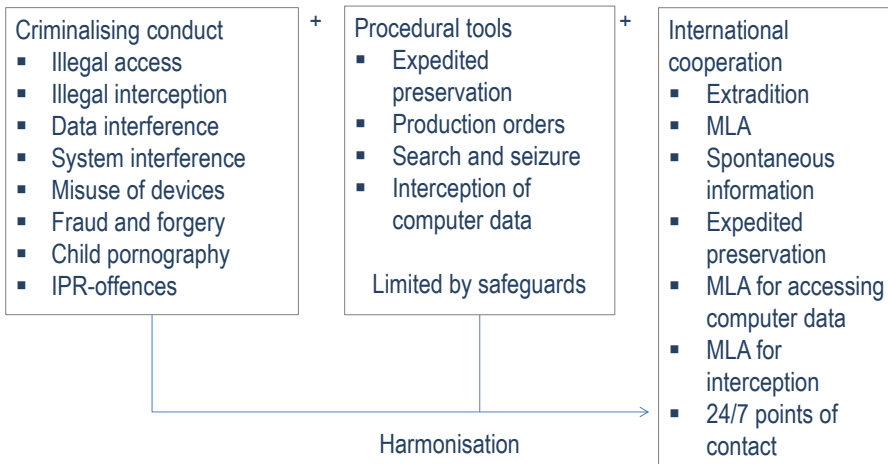 Criminalising conduct
▪ Illegal access
▪ Illegal interception
▪ Data interference
▪ System interference
▪ Misuse of devices
▪ Fraud and forgery
▪ Child pornography
▪ IPR-offences
+
Procedural tools
▪ Expedited
preservation
▪ Production orders
▪ Search and seizure
▪ Interception of
computer data
Limited by safeguards
+
International
cooperation
▪ Extradition
▪ MLA
▪ Spontaneous
information
▪ Expedited
preservation
▪ MLA for accessing
computer data
▪ MLA for
interception
▪ 24/7 points of
contact
Harmonisation